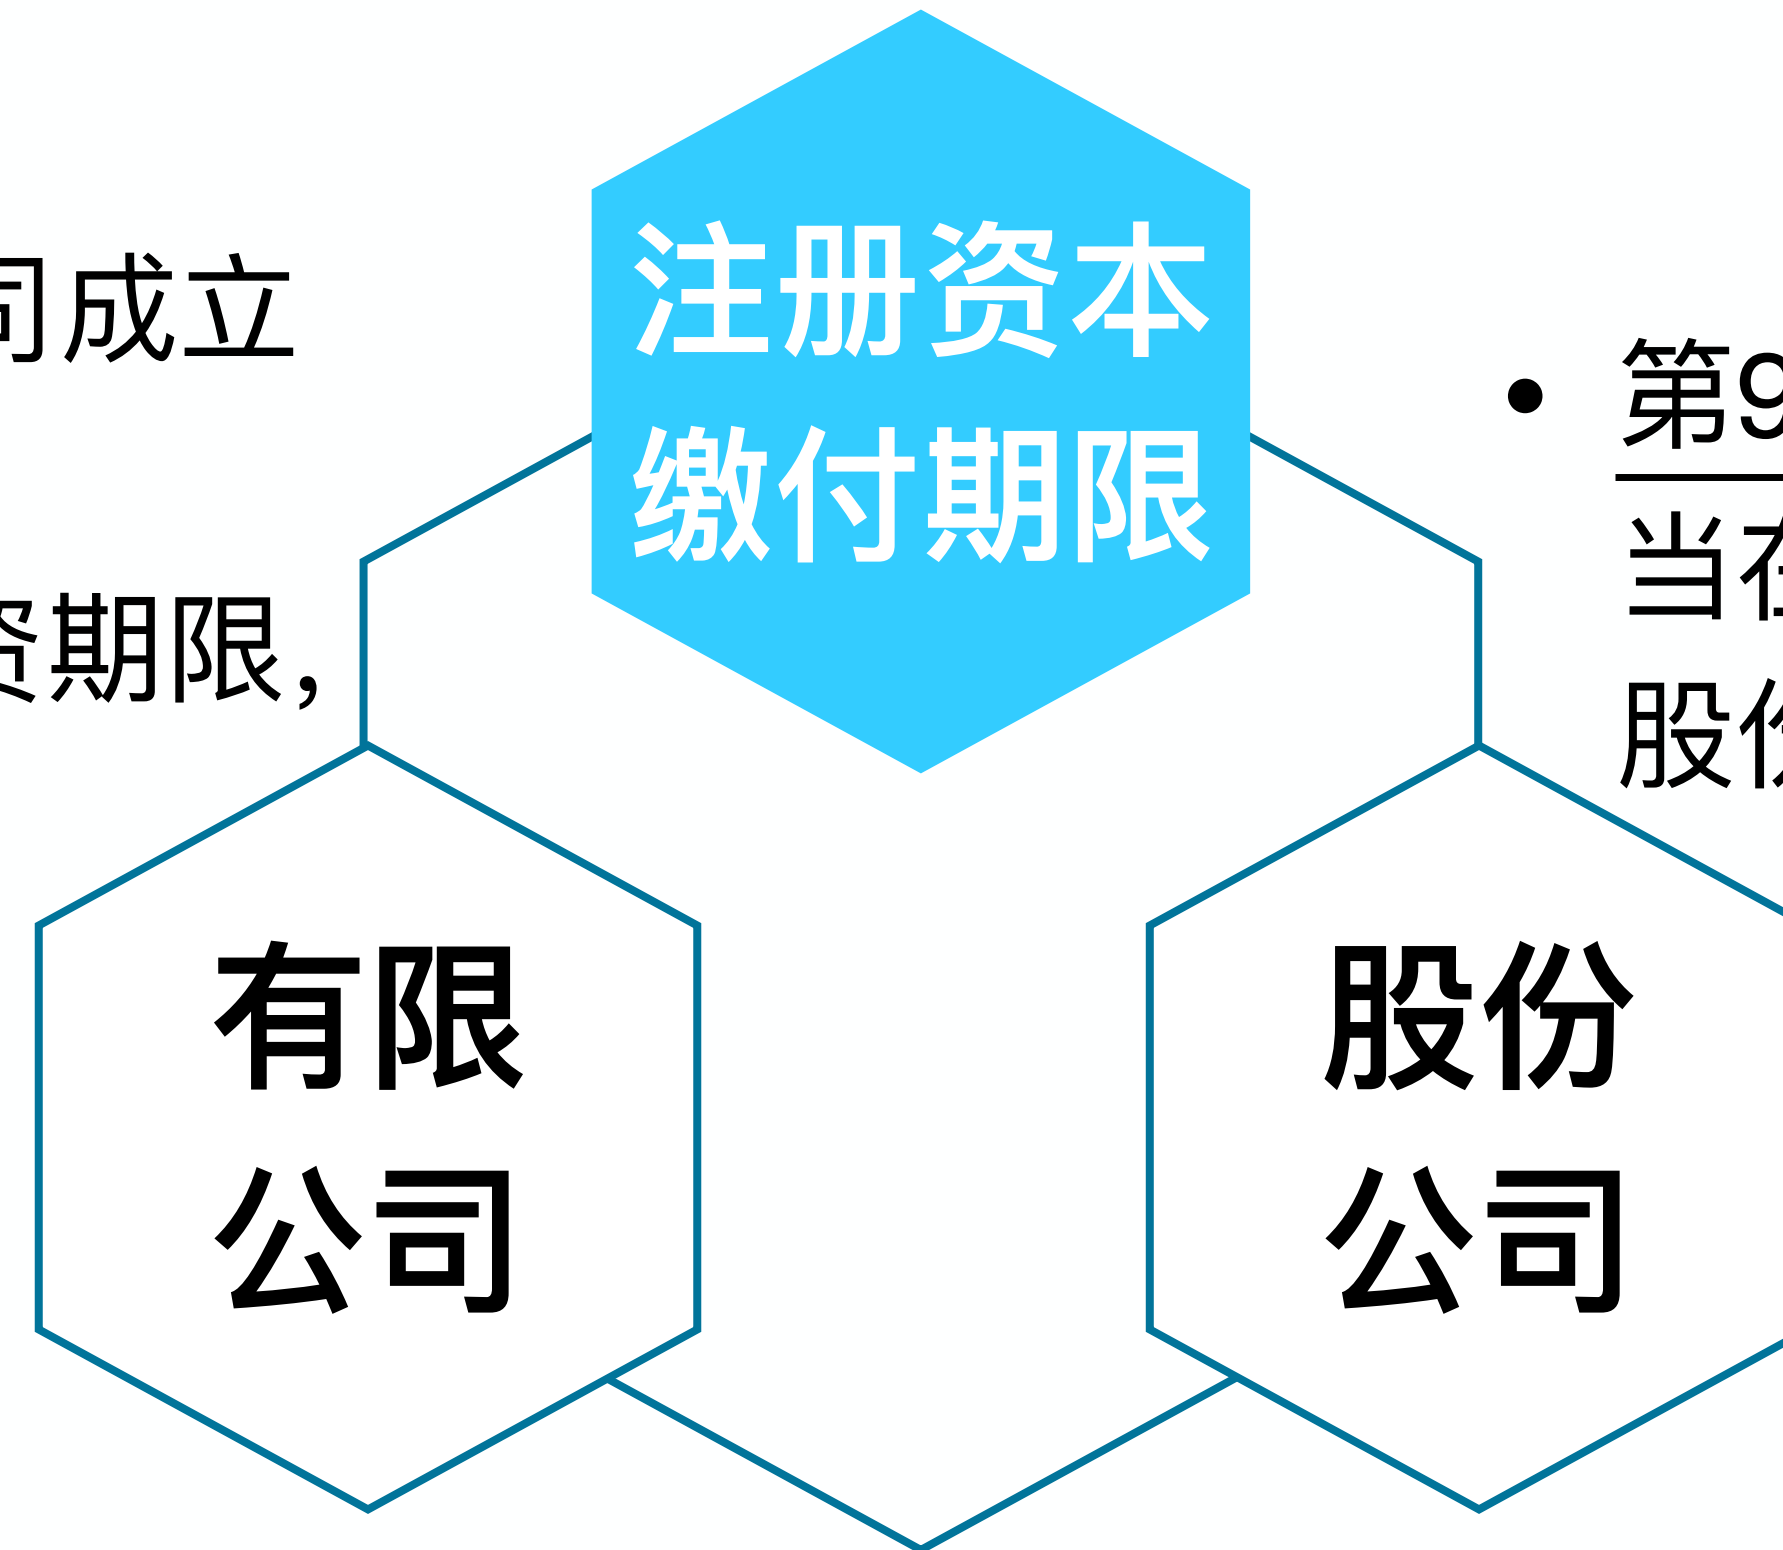 司成立
资期限，
注册资本
缴付期限
• 第9
当在
股份
有限
公司
股份
公司